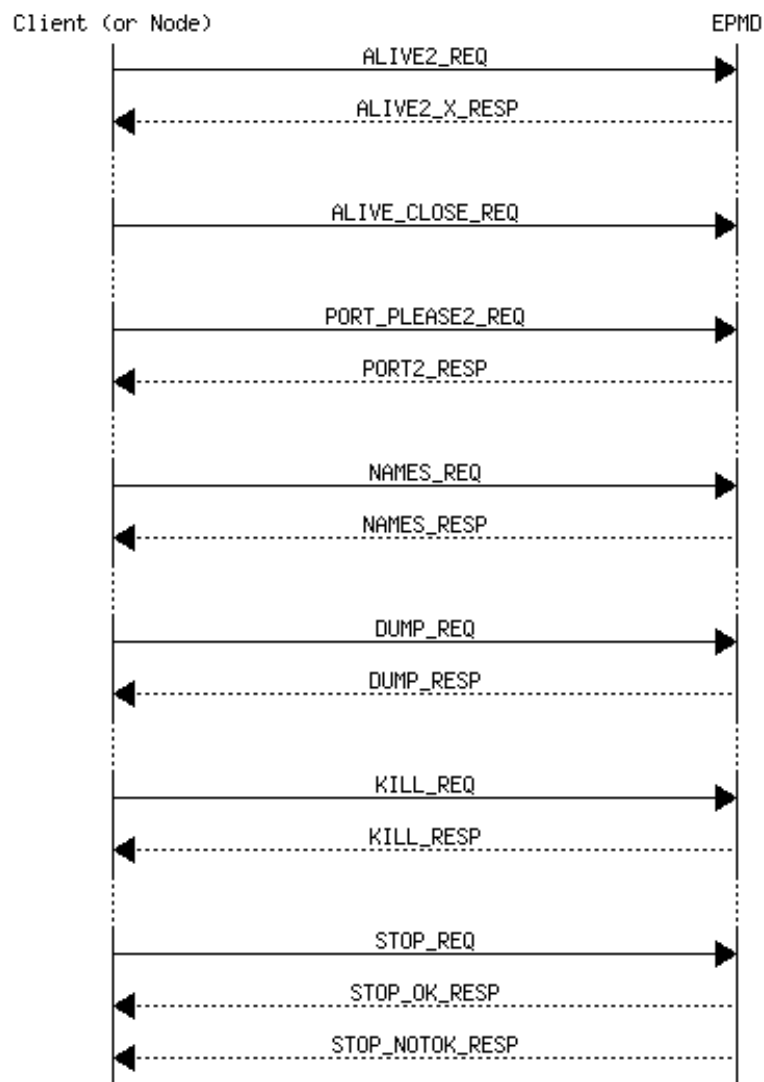 Client (or Node) EPMD
ALIVE2_REQ
ALIVE2_X_RESP
ALIVE_CLOSE_REQ
PORT_PLEASE2_REQ
PORT2_RESP
NAMES_REQ
NAMES_RESP
DUMP_REQ
DUMP_RESP
KILL_REQ
KILL_RESP
STOP_REQ
STOP_OK_RESP
STOP_NOTOK_RESP